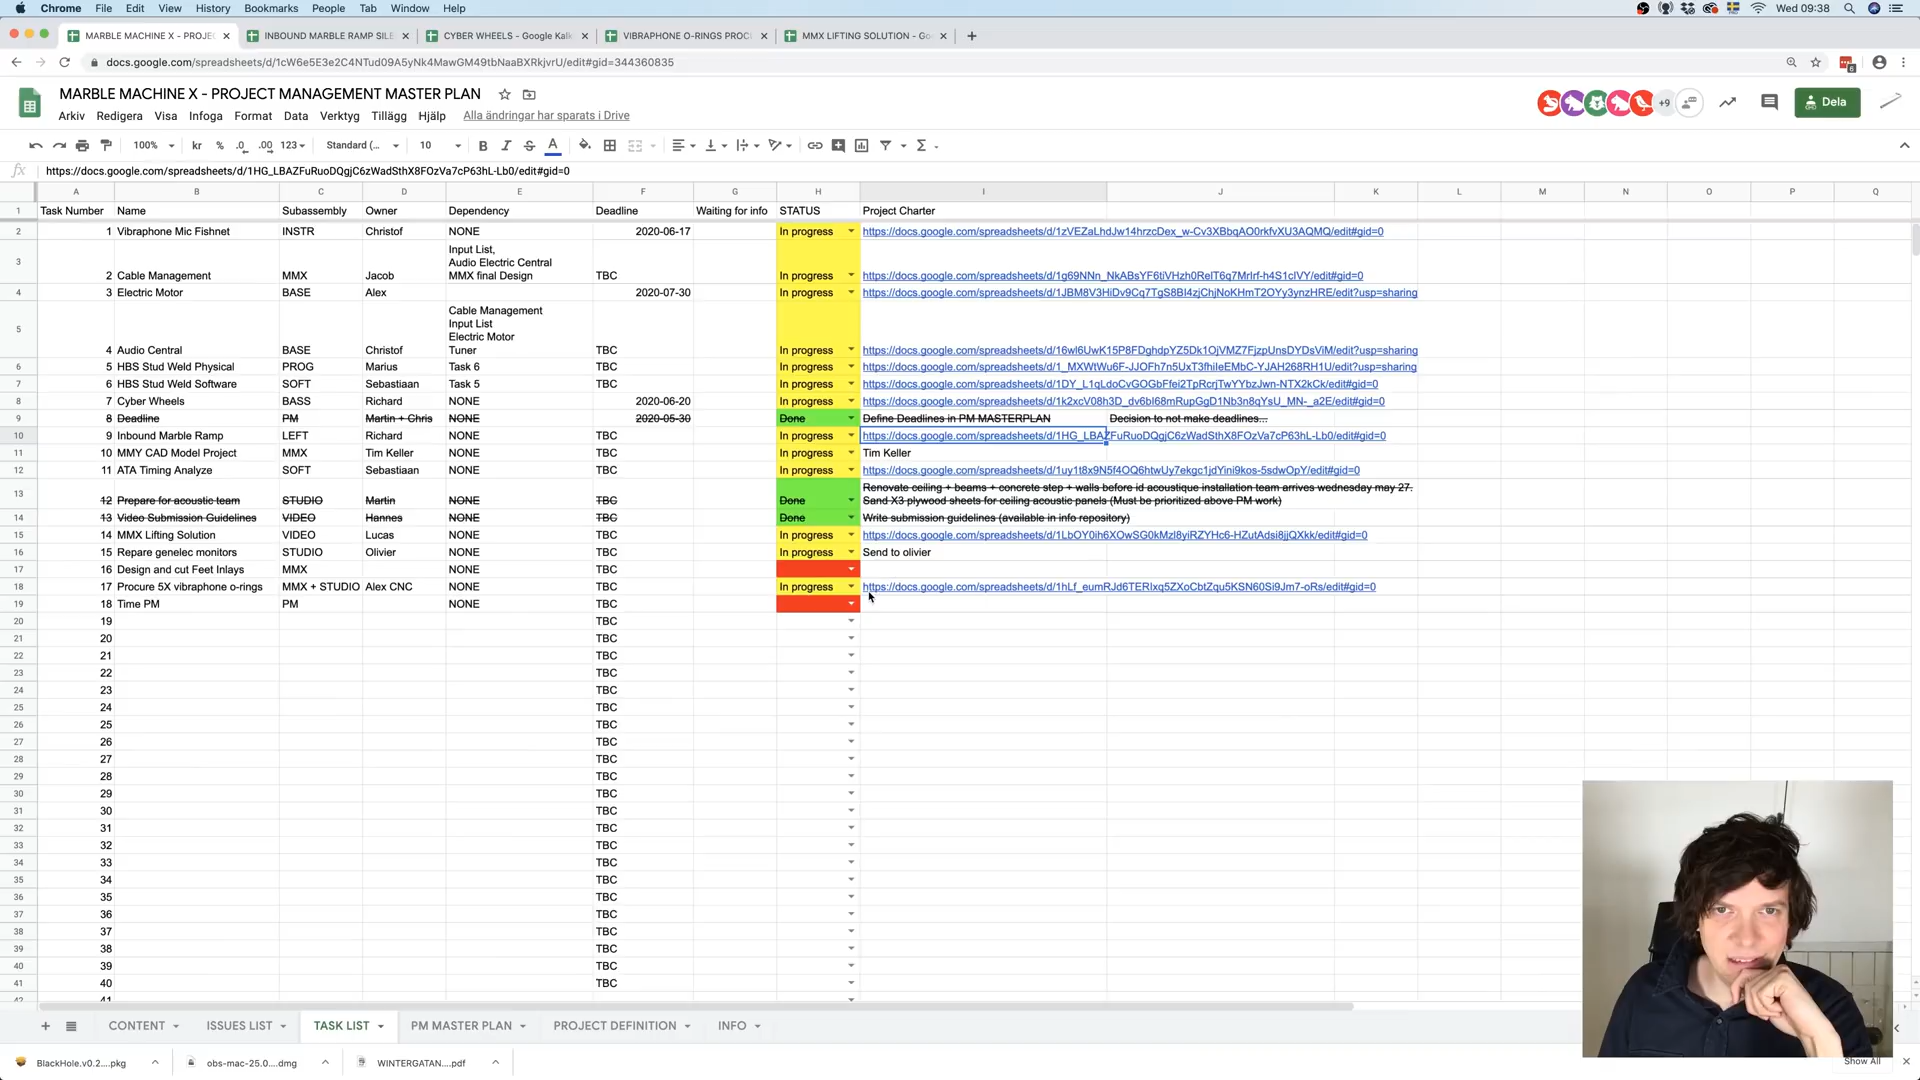 Chrome File Edit View History Bookmarks People Tab Window Help Wed 09:38
MARBLE MACHINE X - PROJE INBOUND MARBLE RAMP SILE CYBER WHEELS - Google Kalk VIBRAPHONE O-RINGS PROC MMX LIFTING SOLUTION - Go
docs.google.com/spreadsheets/d/1cW6e5E3e2C4NTud09A5yNk4MawGM49tbNaaBXRkjvrU/edit#gid=344360835
MARBLE MACHINE X - PROJECT MANAGEMENT MASTER PLAN
+9
Dela
Arkiv Redigera Visa Infoga Format Data Verktyg Tillägg Hjälp Alla ändringar har sparats i Drive
100% kr % .0 .00 123 Standard (... 10 B I S A
fx https://docs.google.com/spreadsheets/d/1HG_LBAZFuRuoDQgjC6zWadSthX8FOzVa7cP63hL-Lb0/edit#gid=0
A B C D E F G H I J K L M N O P Q
1 Task Number Name Subassembly Owner Dependency Deadline Waiting for info STATUS Project Charter
2 1 Vibraphone Mic Fishnet INSTR Christof NONE 2020-06-17 In progress https://docs.google.com/spreadsheets/d/1zVEZaLhdJw14hrzcDex_w-Cv3XBbqAO0rkfvXU3AQMQ/edit#gid=0
Input List,
3 Audio Electric Central
2 Cable Management MMX Jacob MMX final Design TBC In progress https://docs.google.com/spreadsheets/d/1g69NNn_NkABsYF6tiVHzh0RelT6q7MrIrf-h4S1cIVY/edit#gid=0
4 3 Electric Motor BASE Alex 2020-07-30 In progress https://docs.google.com/spreadsheets/d/1JBM8V3HiDv9Cq7TgS8BI4zjChjNoKHmT2OYy3ynzHRE/edit?usp=sharing
Cable Management
5 Input List
Electric Motor
4 Audio Central BASE Christof Tuner TBC In progress https://docs.google.com/spreadsheets/d/16wl6UwK15P8FDghdpYZ5Dk1OjVMZ7FjzpUnsDYDsViM/edit?usp=sharing
6 5 HBS Stud Weld Physical PROG Marius Task 6 TBC In progress https://docs.google.com/spreadsheets/d/1_MXWtWu6F-JJOFh7n5UxT3fhiIeEMbC-YJAH268RH1U/edit?usp=sharing
7 6 HBS Stud Weld Software SOFT Sebastiaan Task 5 TBC In progress https://docs.google.com/spreadsheets/d/1DY_L1qLdoCvGOGbFfei2TpRcrjTwYYbzJwn-NTX2kCk/edit#gid=0
8 7 Cyber Wheels BASS Richard NONE 2020-06-20 In progress https://docs.google.com/spreadsheets/d/1k2xcV08h3D_dv6bI68mRupGgD1Nb3n8qYsU_MN-_a2E/edit#gid=0
9 8 Deadline PM Martin + Chris NONE 2020-05-30 Done Define Deadlines in PM MASTERPLAN Decision to not make deadlines...
10 9 Inbound Marble Ramp LEFT Richard NONE TBC In progress https://docs.google.com/spreadsheets/d/1HG_LBAZFuRuoDQgjC6zWadSthX8FOzVa7cP63hL-Lb0/edit#gid=0
11 10 MMY CAD Model Project MMX Tim Keller NONE TBC In progress Tim Keller
12 11 ATA Timing Analyze SOFT Sebastiaan NONE TBC In progress https://docs.google.com/spreadsheets/d/1uy1t8x9N5f4OQ6htwUy7ekgc1jdYini9kos-5sdwOpY/edit#gid=0
13 Renovate ceiling + beams + concrete step + walls before id acoustique installation team arrives wednesday may 27.
12 Prepare for acoustic team STUDIO Martin NONE TBC Done Sand X3 plywood sheets for ceiling acoustic panels (Must be prioritized above PM work)
14 13 Video Submission Guidelines VIDEO Hannes NONE TBC Done Write submission guidelines (available in info repository)
15 14 MMX Lifting Solution VIDEO Lucas NONE TBC In progress https://docs.google.com/spreadsheets/d/1LbOY0ih6XOwSG0kMzl8yiRZYHc6-HZutAdsi8jjQXkk/edit#gid=0
16 15 Repare genelec monitors STUDIO Olivier NONE TBC In progress Send to olivier
17 16 Design and cut Feet Inlays MMX NONE TBC
18 17 Procure 5X vibraphone o-rings MMX + STUDIO Alex CNC NONE TBC In progress https://docs.google.com/spreadsheets/d/1hLf_eumRJd6TERIxq5ZXoCbtZqu5KSN60Si9Jm7-oRs/edit#gid=0
19 18 Time PM PM NONE TBC
20 19 TBC
21 20 TBC
22 21 TBC
23 22 TBC
24 23 TBC
25 24 TBC
26 25 TBC
27 26 TBC
28 27 TBC
29 28 TBC
30 29 TBC
31 30 TBC
32 31 TBC
33 32 TBC
34 33 TBC
35 34 TBC
36 35 TBC
37 36 TBC
38 37 TBC
39 38 TBC
40 39 TBC
41 40 TBC
42 41
CONTENT ISSUES LIST TASK LIST PM MASTER PLAN PROJECT DEFINITION INFO
BlackHole.v0.2....pkg obs-mac-25.0....dmg WINTERGATAN....pdf Show All